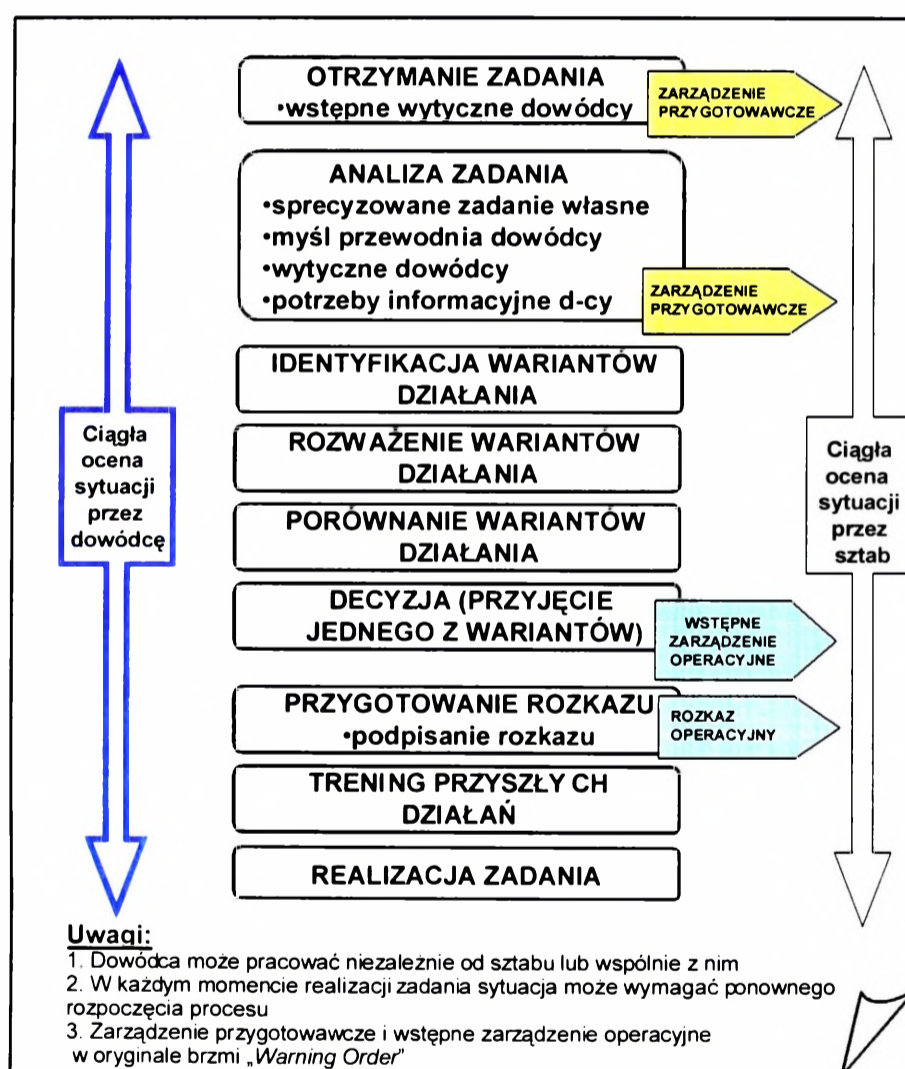 OTRZYMANIE ZADANIA
•wstępne wytyczne dowódcy
ZARZĄDZENIE
PRZYGOTOWAWCZE
ANALIZA ZADANIA
•sprecyzowane zadanie własne
•myśl przewodnia dowódcy
•wytyczne dowódcy
•potrzeby informacyjne d-cy
ZARZĄDZENIE
PRZYGOTOWAWCZE
IDENTYFIKACJA WARIANTÓW
DZIAŁANIA
ROZWAŻENIE WARIANTÓW
DZIAŁANIA
PORÓWNANIE WARIANTÓW
DZIAŁANIA
DECYZJA (PRZYJĘCIE
JEDNEGO Z WARIANTÓW)
WSTĘPNE
ZARZĄDZENIE
OPERACYJNE
PRZYGOTOWANIE ROZKAZU
•podpisanie rozkazu
ROZKAZ
OPERACYJNY
TRENING PRZYSZŁYCH
DZIAŁAŃ
REALIZACJA ZADANIA
Ciągła
ocena
sytuacji
przez
dowódcę
Ciągła
ocena
sytuacji
przez
sztab
Uwagi:
1. Dowódca może pracować niezależnie od sztabu lub wspólnie z nim
2. W każdym momencie realizacji zadania sytuacja może wymagać ponownego
rozpoczęcia procesu
3. Zarządzenie przygotowawcze i wstępne zarządzenie operacyjne
w oryginale brzmi „Warning Order”